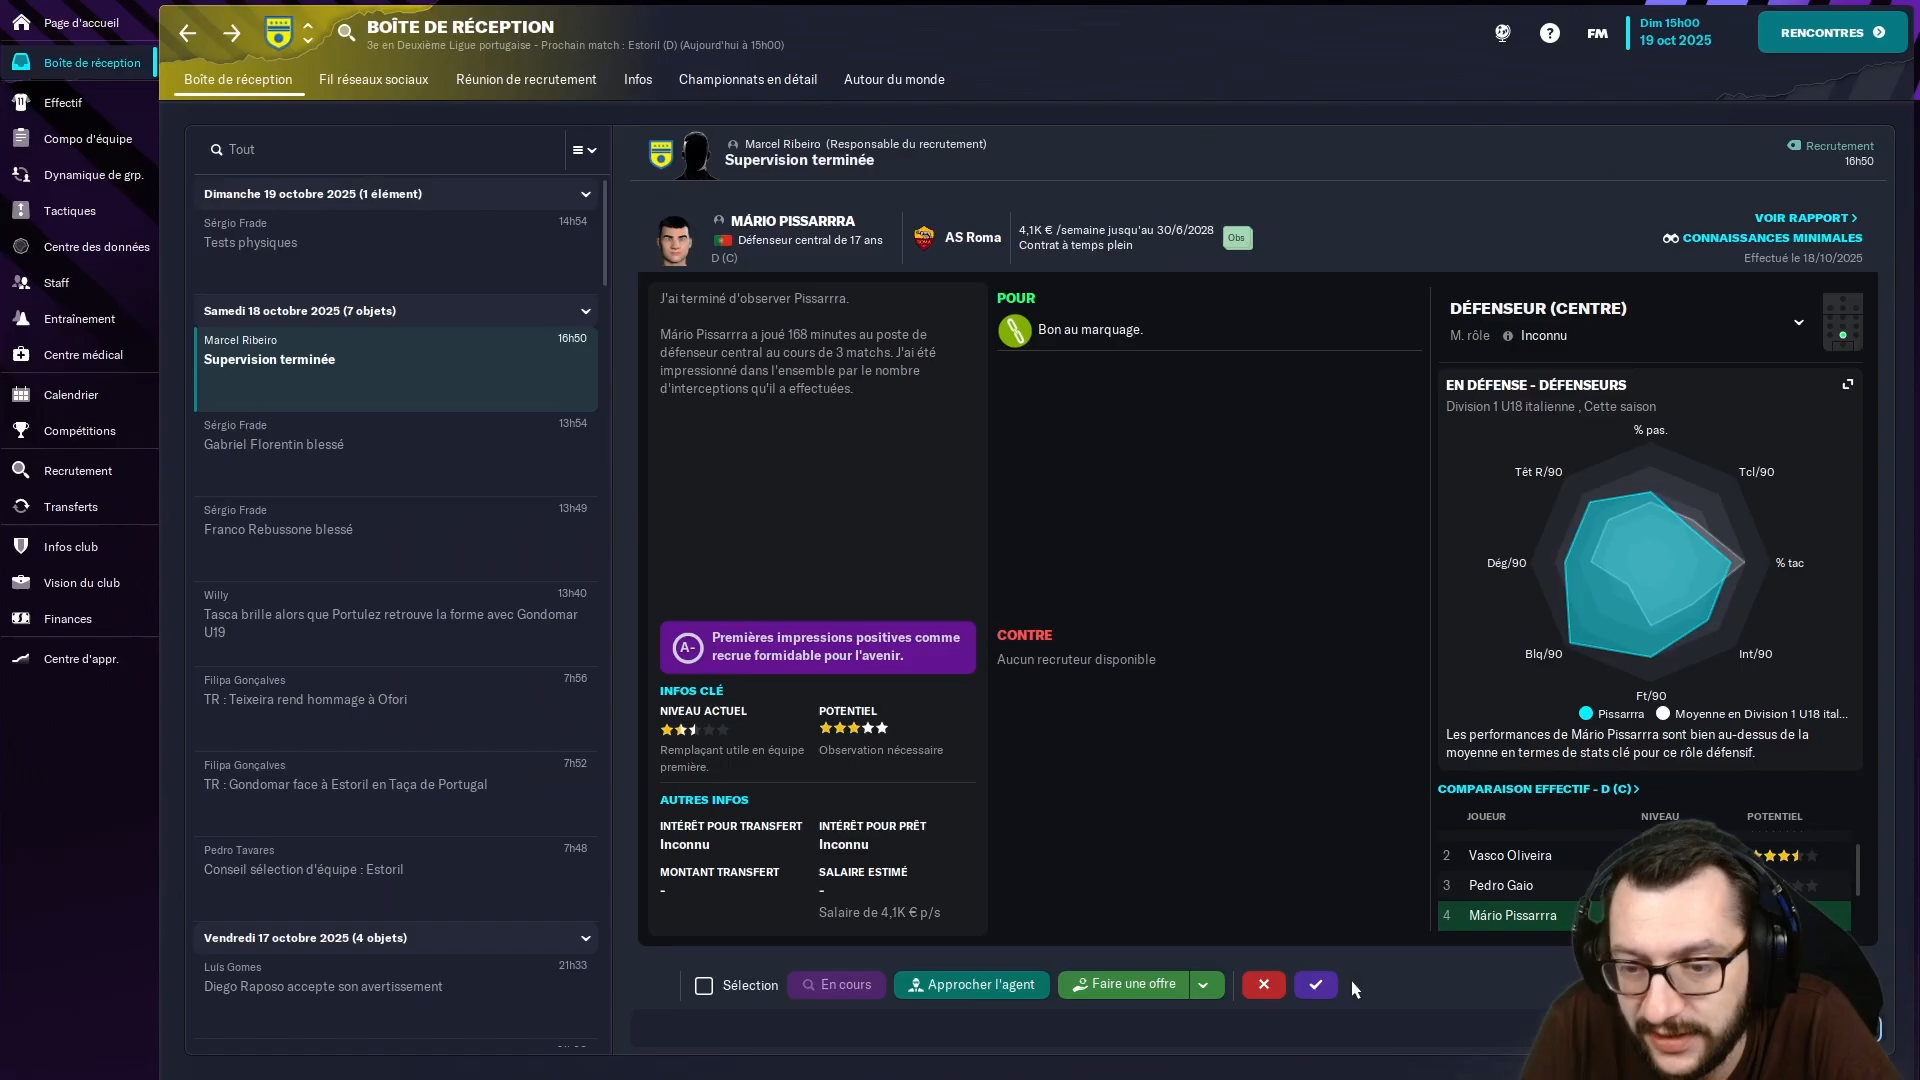 Page d'accueil
Boîte de réception
Effectif
Compo d'équipe
Dynamique de grp.
Tactiques
Centre des données
Staff
Entraînement
Centre médical
Calendrier
Compétitions
Recrutement
Transferts
Infos club
Vision du club
Finances
Centre d'appr.
BOÎTE DE RÉCEPTION
3e en Deuxième Ligue portugaise - Prochain match : Estoril (D) (Aujourd'hui à 15h00)
FM
Dim 15h00
19 oct 2025
RENCONTRES
Boîte de réception
Fil réseaux sociaux
Réunion de recrutement
Infos
Championnats en détail
Autour du monde
Tout
Dimanche 19 octobre 2025 (1 élément)
Sérgio Frade 14h54
Tests physiques
Samedi 18 octobre 2025 (7 objets)
Marcel Ribeiro 16h50
Supervision terminée
Sérgio Frade 13h54
Gabriel Florentin blessé
Sérgio Frade 13h49
Franco Rebussone blessé
Willy 13h40
Tasca brille alors que Portulez retrouve la forme avec Gondomar
U19
Filipa Gonçalves 7h56
TR : Teixeira rend hommage à Ofori
Filipa Gonçalves 7h52
TR : Gondomar face à Estoril en Taça de Portugal
Pedro Tavares 7h48
Conseil sélection d'équipe : Estoril
Vendredi 17 octobre 2025 (4 objets)
Luís Gomes 21h33
Diego Raposo accepte son avertissement
Marcel Ribeiro (Responsable du recrutement)
Supervision terminée
Recrutement
16h50
MÁRIO PISSARRRA
Défenseur central de 17 ans
D (C)
ROMA
AS Roma
4,1K € /semaine jusqu'au 30/6/2028
Contrat à temps plein
Obs
VOIR RAPPORT >
CONNAISSANCES MINIMALES
Effectué le 18/10/2025
J'ai terminé d'observer Pissarrra.
Mário Pissarrra a joué 168 minutes au poste de
défenseur central au cours de 3 matchs. J'ai été
impressionné dans l'ensemble par le nombre
d'interceptions qu'il a effectuées.
A- Premières impressions positives comme
recrue formidable pour l'avenir.
INFOS CLÉ
NIVEAU ACTUEL
Remplaçant utile en équipe
première.
POTENTIEL
Observation nécessaire
AUTRES INFOS
INTÉRÊT POUR TRANSFERT
Inconnu
INTÉRÊT POUR PRÊT
Inconnu
MONTANT TRANSFERT
-
SALAIRE ESTIMÉ
-
Salaire de 4,1K € p/s
POUR
Bon au marquage.
CONTRE
Aucun recruteur disponible
DÉFENSEUR (CENTRE)
M. rôle Inconnu
EN DÉFENSE - DÉFENSEURS
Division 1 U18 italienne , Cette saison
% pas.
Têt R/90
Tcl/90
Dég/90
% tac
Blq/90
Int/90
Ft/90
Pissarrra
Moyenne en Division 1 U18 ital...
Les performances de Mário Pissarrra sont bien au-dessus de la
moyenne en termes de stats clé pour ce rôle défensif.
COMPARAISON EFFECTIF - D (C) >
JOUEUR NIVEAU POTENTIEL
2 Vasco Oliveira
3 Pedro Gaio
4 Mário Pissarrra
Sélection
En cours
Approcher l'agent
Faire une offre